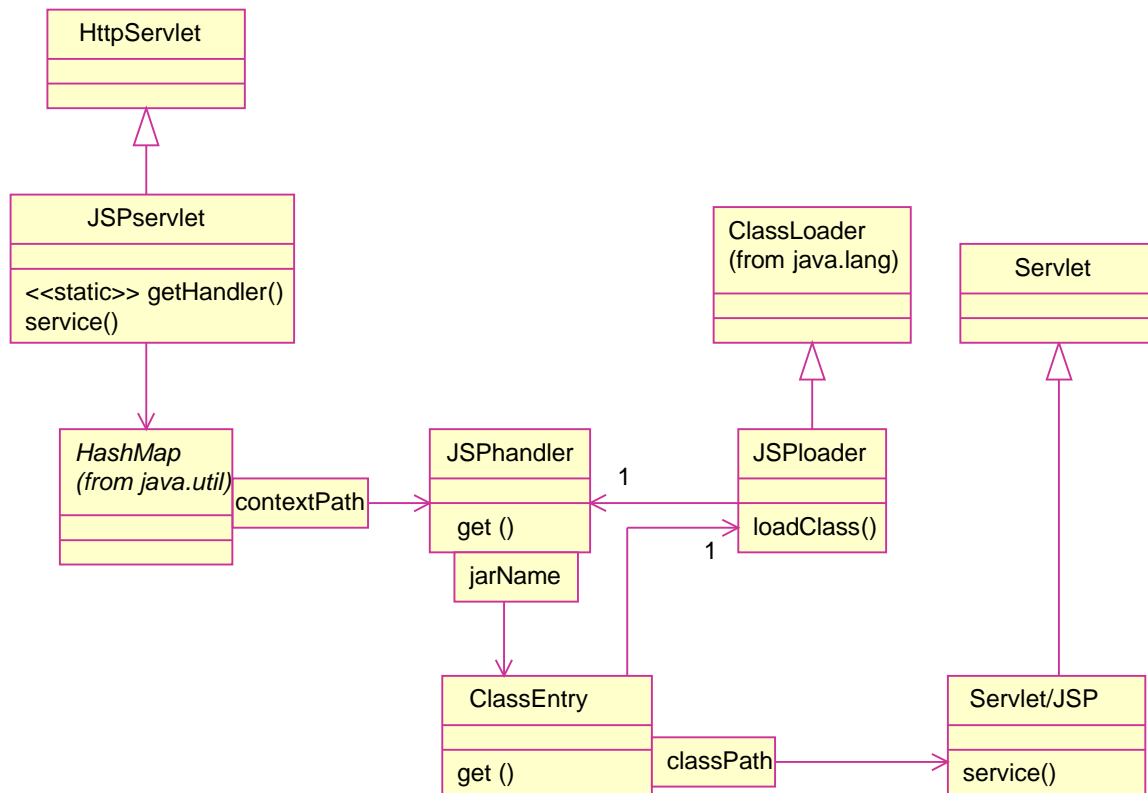 HttpServlet
JSPservlet
<<static>> getHandler()
service()
ClassLoader
(from java.lang)
Servlet
HashMap
(from java.util)
contextPath
JSPhandler
get ()
jarName
1
JSPloader
loadClass()
1
ClassEntry
get ()
classPath
Servlet/JSP
service()